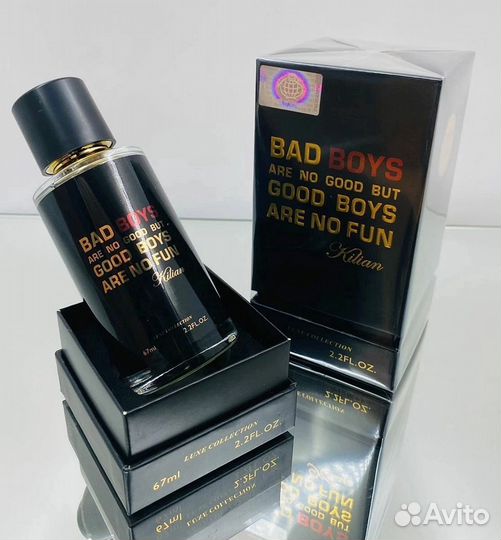 BAD BOYS
ARE NO GOOD BUT
GOOD BOYS
ARE NO FUN
Kilian
LUXE COLLECTION
67ml 2.2FL.OZ.
LUXE COLLECTION
67ml 2.2FL.OZ.
BAD BOYS
ARE NO GOOD BUT
GOOD BOYS
ARE NO FUN
Kilian
LUXE COLLECTION
2.2FL.OZ.
Avito